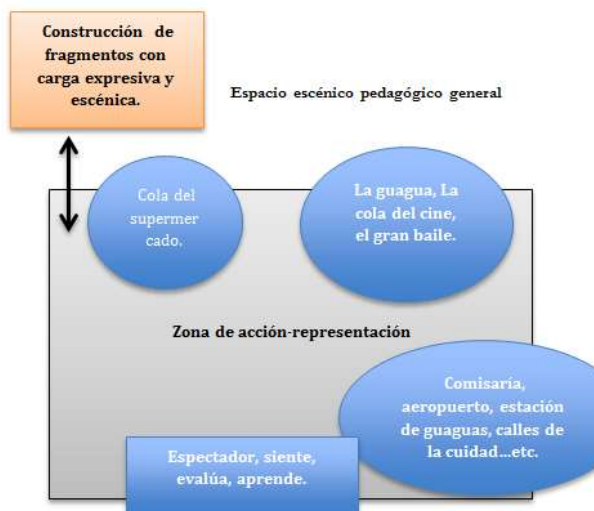 Construcción de
fragmentos con
carga expresiva y
escénica.
Espacio escénico pedagógico general
Cola del
supermer
cado.
La guagua, La
cola del cine,
el gran baile.
Zona de acción-representación
Comisaría,
aeropuerto, estación
de guaguas, calles de
la cuidad...etc.
Espectador, siente,
evalúa, aprende.